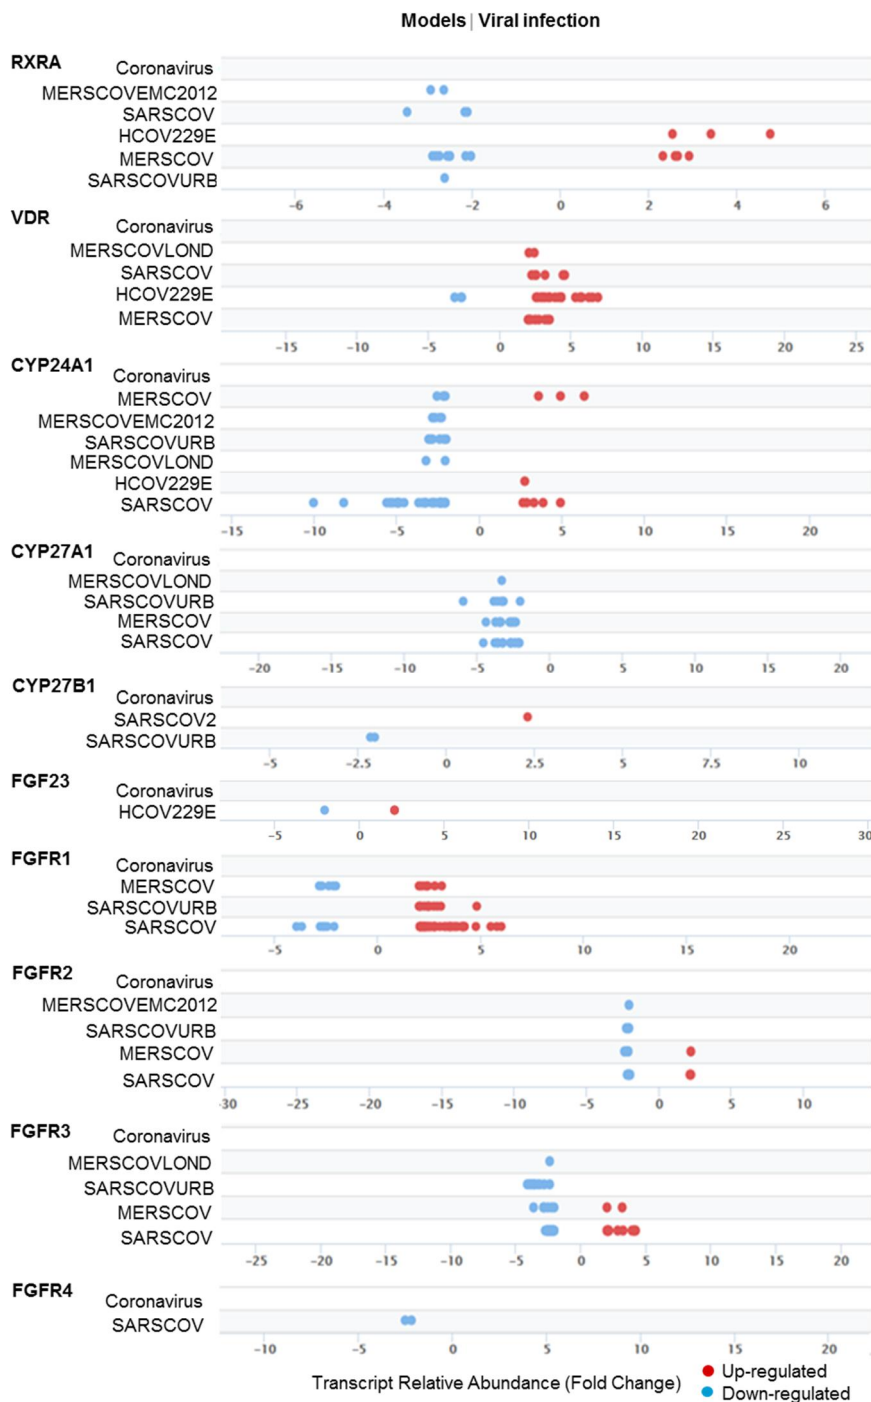 Models | Viral infection
RXRA
Coronavirus
MERSCOVEMC2012
SARSCOV
HCOV229E
MERSCOV
SARSCOVURB
-6 -4 -2 0 2 4 6
VDR
Coronavirus
MERSCOVLOND
SARSCOV
HCOV229E
MERSCOV
-15 -10 -5 0 5 10 15 20 25
CYP24A1
Coronavirus
MERSCOV
MERSCOVEMC2012
SARSCOVURB
MERSCOVLOND
HCOV229E
SARSCOV
-15 -10 -5 0 5 10 15 20
CYP27A1
Coronavirus
MERSCOVLOND
SARSCOVURB
MERSCOV
SARSCOV
-20 -15 -10 -5 0 5 10 15 20
CYP27B1
Coronavirus
SARSCOV2
SARSCOVURB
-5 -2.5 0 2.5 5 7.5 10
FGF23
Coronavirus
HCOV229E
-5 0 5 10 15 20 25 30
FGFR1
Coronavirus
MERSCOV
SARSCOVURB
SARSCOV
-5 0 5 10 15 20
FGFR2
Coronavirus
MERSCOVEMC2012
SARSCOVURB
MERSCOV
SARSCOV
-30 -25 -20 -15 -10 -5 0 5 10
FGFR3
Coronavirus
MERSCOVLOND
SARSCOVURB
MERSCOV
SARSCOV
-25 -20 -15 -10 -5 0 5 10 15 20
FGFR4
Coronavirus
SARSCOV
-10 -5 0 5 10 15 20
Transcript Relative Abundance (Fold Change)
Up-regulated
Down-regulated